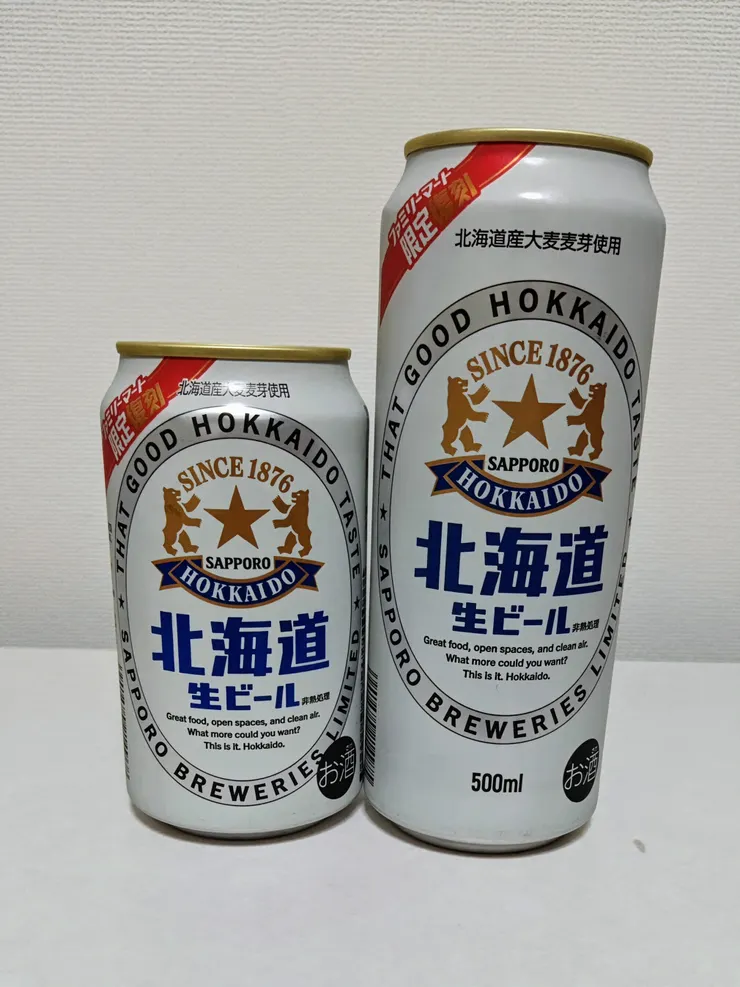 ファミリーマート
限定復刻
北海道産大麦麦芽使用
THAT GOOD HOKKAIDO TASTE
SINCE 1876
SAPPORO
HOKKAIDO
北海道
生ビール 非熱処理
Great food, open spaces, and clean air.
What more could you want?
This is it. Hokkaido.
SAPPORO BREWERIES LIMITED
お酒
ファミリーマート
限定復刻
北海道産大麦麦芽使用
THAT GOOD HOKKAIDO TASTE
SINCE 1876
SAPPORO
HOKKAIDO
北海道
生ビール 非熱処理
Great food, open spaces, and clean air.
What more could you want?
This is it. Hokkaido.
SAPPORO BREWERIES LIMITED
500ml
お酒